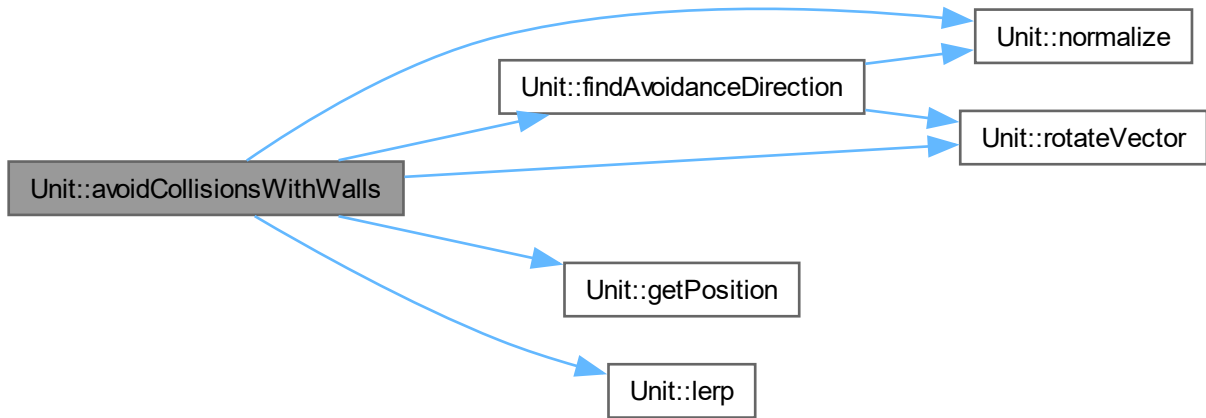 Unit::normalize
Unit::findAvoidanceDirection
Unit::rotateVector
Unit::avoidCollisionsWithWalls
Unit::getPosition
Unit::lerp